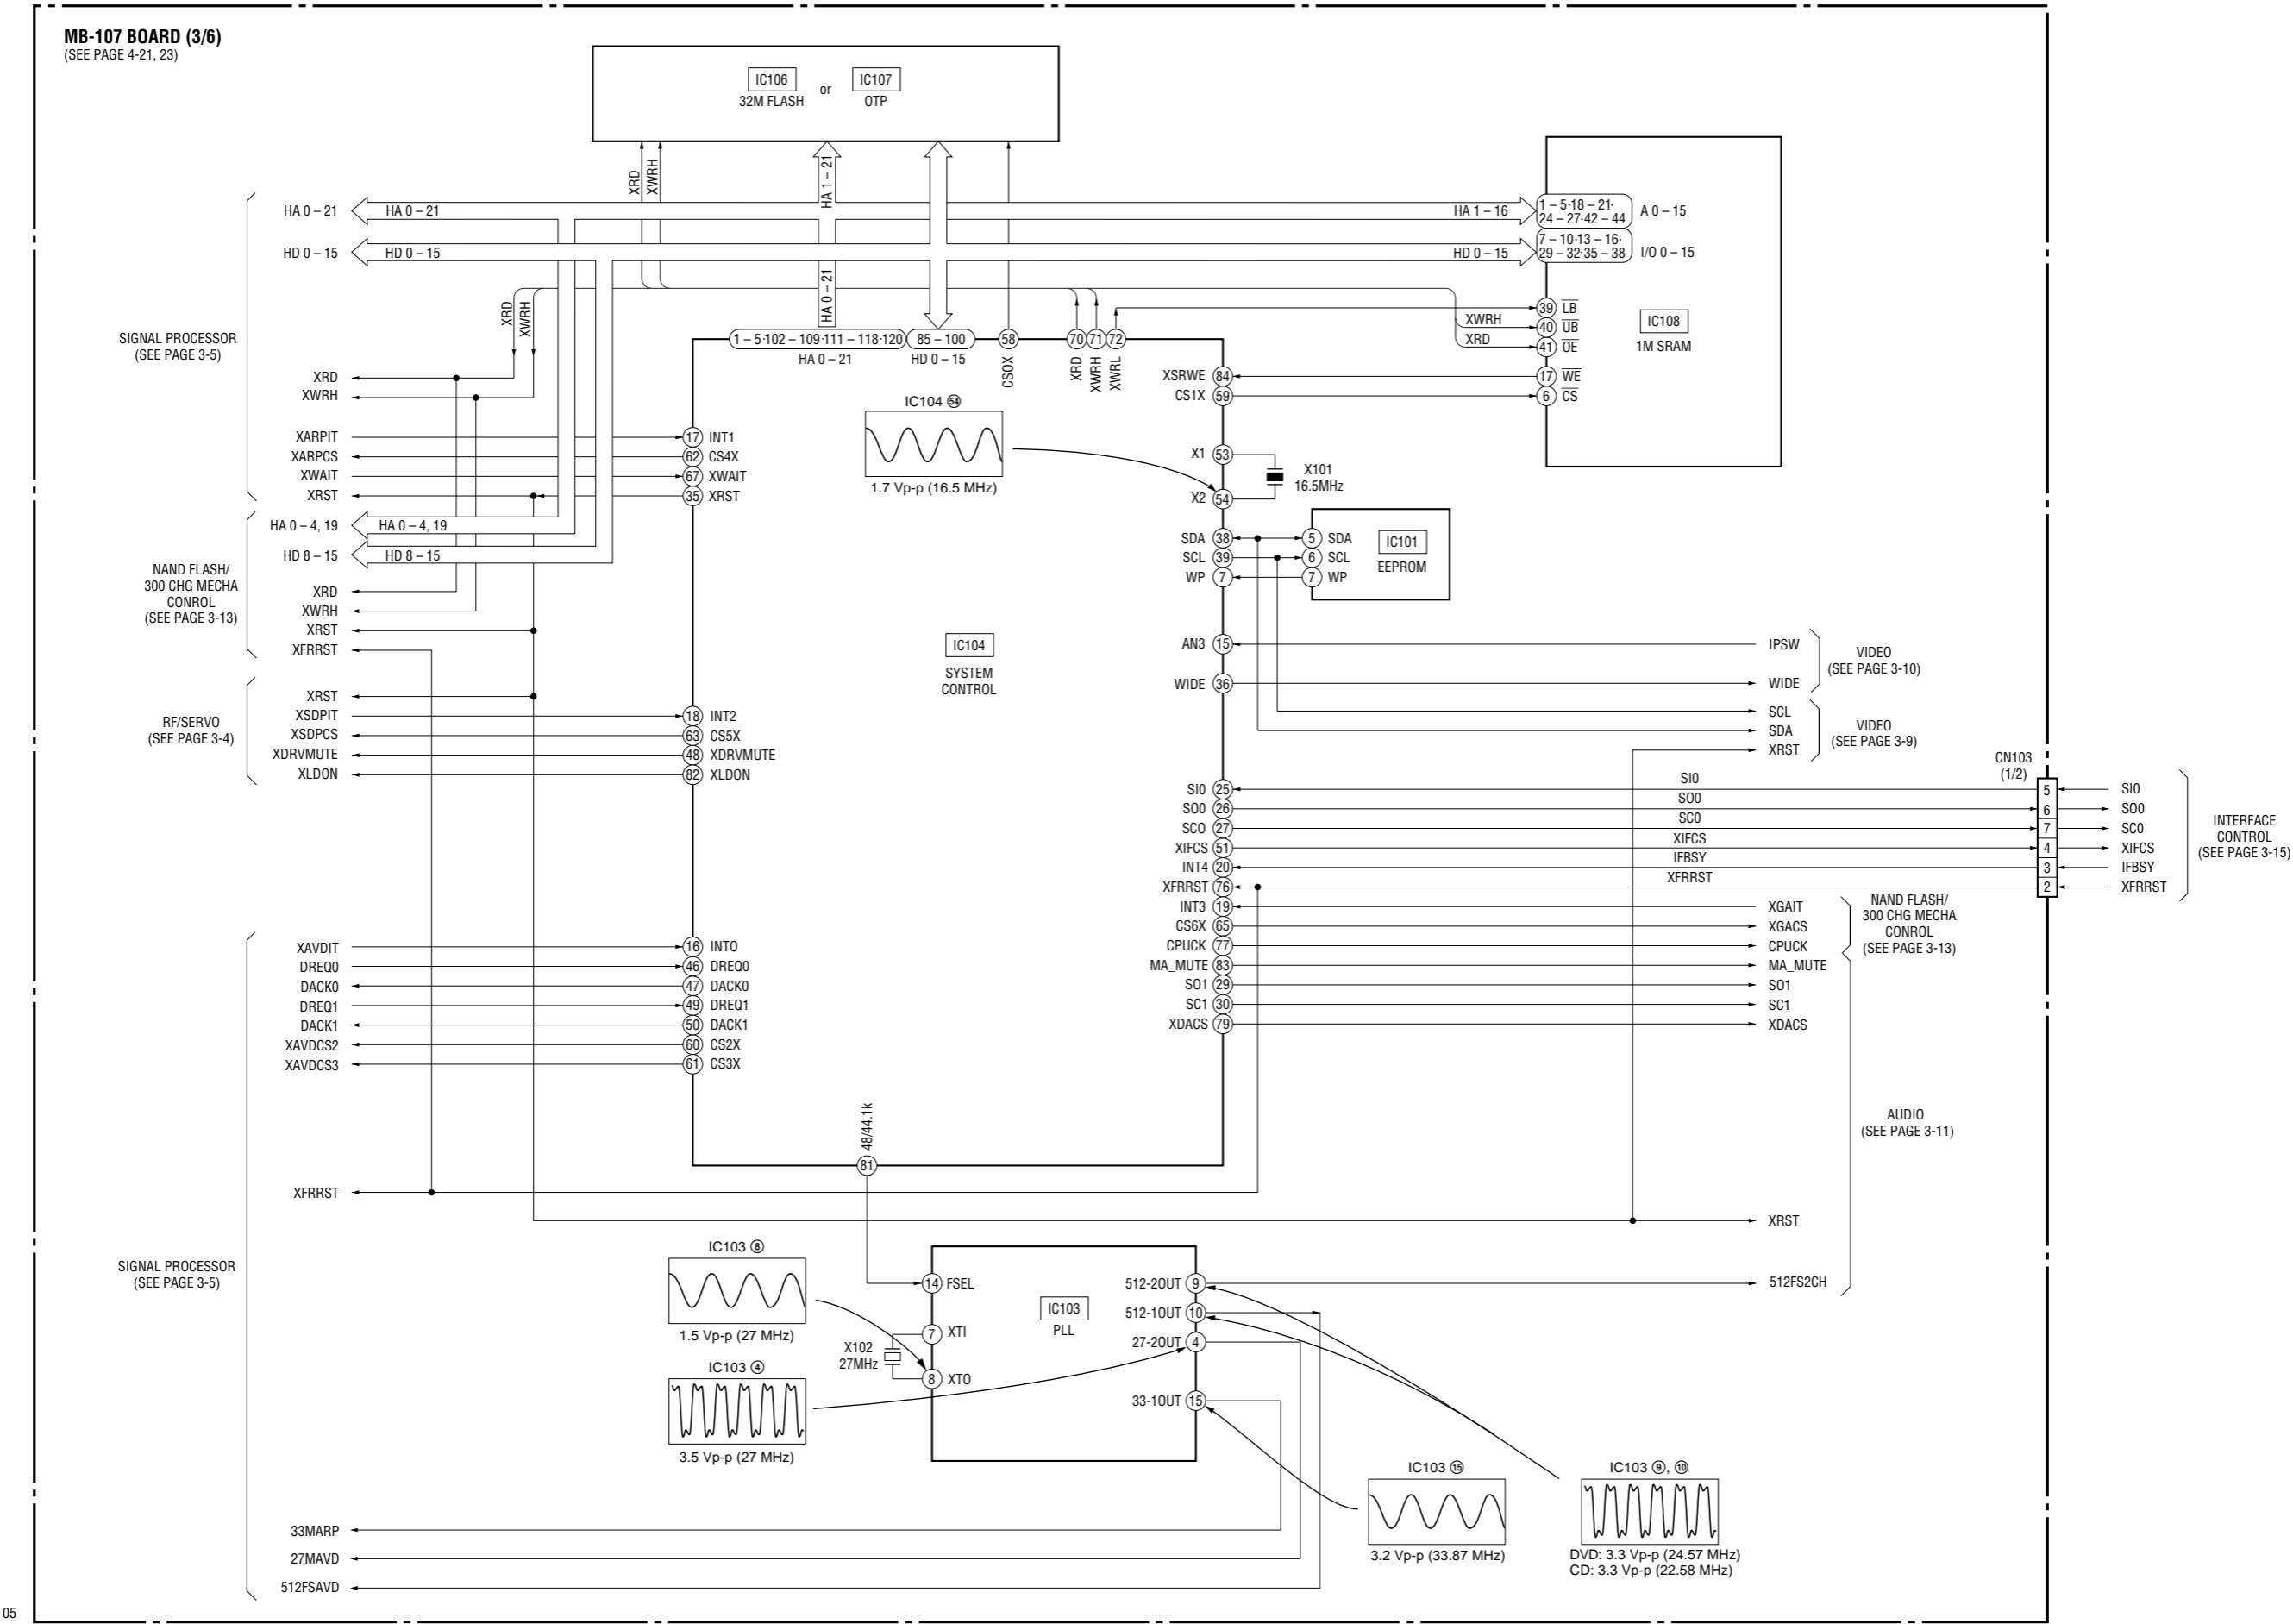 MB-107 BOARD (3/6)
(SEE PAGE 4-21, 23)
IC106
32M FLASH
or
IC107
OTP
XRD
XWRH
HA 1 – 21
HA 0 – 21
HA 0 – 21
HA 1 – 16
1 – 5·18 – 21·
24 – 27·42 – 44
A 0 – 15
HD 0 – 15
HD 0 – 15
HD 0 – 15
7 – 10·13 – 16·
29 – 32·35 – 38
I/O 0 – 15
HA 0 – 21
XRD
XWRH
SIGNAL PROCESSOR
(SEE PAGE 3-5)
1 – 5·102 – 109·111 – 118·120
HA 0 – 21
85 – 100
HD 0 – 15
58
CSOX
70
XRD
71
XWRH
72
XWRL
39 LB
XWRH
40 UB
XRD
41 OE
IC108
1M SRAM
XSRWE 84
17 WE
CS1X 59
6 CS
XRD
XWRH
XARPIT
17 INT1
XARPCS
62 CS4X
XWAIT
67 XWAIT
XRST
35 XRST
IC104 54
1.7 Vp-p (16.5 MHz)
X1 53
X2 54
X101
16.5MHz
HA 0 – 4, 19
HA 0 – 4, 19
HD 8 – 15
HD 8 – 15
NAND FLASH/
300 CHG MECHA
CONROL
(SEE PAGE 3-13)
XRD
XWRH
XRST
XFRRST
SDA 38
5 SDA
SCL 39
6 SCL
WP 7
7 WP
IC101
EEPROM
IC104
SYSTEM
CONTROL
AN3 15
IPSW
WIDE 36
WIDE
VIDEO
(SEE PAGE 3-10)
SCL
SDA
XRST
VIDEO
(SEE PAGE 3-9)
RF/SERVO
(SEE PAGE 3-4)
XRST
XSDPIT
18 INT2
XSDPCS
63 CS5X
XDRVMUTE
48 XDRVMUTE
XLDON
82 XLDON
CN103
(1/2)
SI0 25
SI0
5
SI0
SO0 26
SO0
6
SO0
SCO 27
SC0
7
SC0
XIFCS 51
XIFCS
4
XIFCS
INT4 20
IFBSY
3
IFBSY
XFRRST 76
XFRRST
2
XFRRST
INTERFACE
CONTROL
(SEE PAGE 3-15)
INT3 19
XGAIT
CS6X 65
XGACS
CPUCK 77
CPUCK
NAND FLASH/
300 CHG MECHA
CONROL
(SEE PAGE 3-13)
MA_MUTE 83
MA_MUTE
SO1 29
SO1
SC1 30
SC1
XDACS 79
XDACS
XAVDIT
16 INTO
DREQ0
46 DREQ0
DACK0
47 DACK0
DREQ1
49 DREQ1
DACK1
50 DACK1
XAVDCS2
60 CS2X
XAVDCS3
61 CS3X
48/44.1k
81
AUDIO
(SEE PAGE 3-11)
XFRRST
XRST
SIGNAL PROCESSOR
(SEE PAGE 3-5)
IC103 8
1.5 Vp-p (27 MHz)
IC103 4
3.5 Vp-p (27 MHz)
14 FSEL
7 XTI
X102
27MHz
8 XTO
IC103
PLL
512-2OUT 9
512FS2CH
512-1OUT 10
27-2OUT 4
33-1OUT 15
IC103 15
3.2 Vp-p (33.87 MHz)
IC103 9, 10
DVD: 3.3 Vp-p (24.57 MHz)
CD: 3.3 Vp-p (22.58 MHz)
33MARP
27MAVD
512FSAVD
05